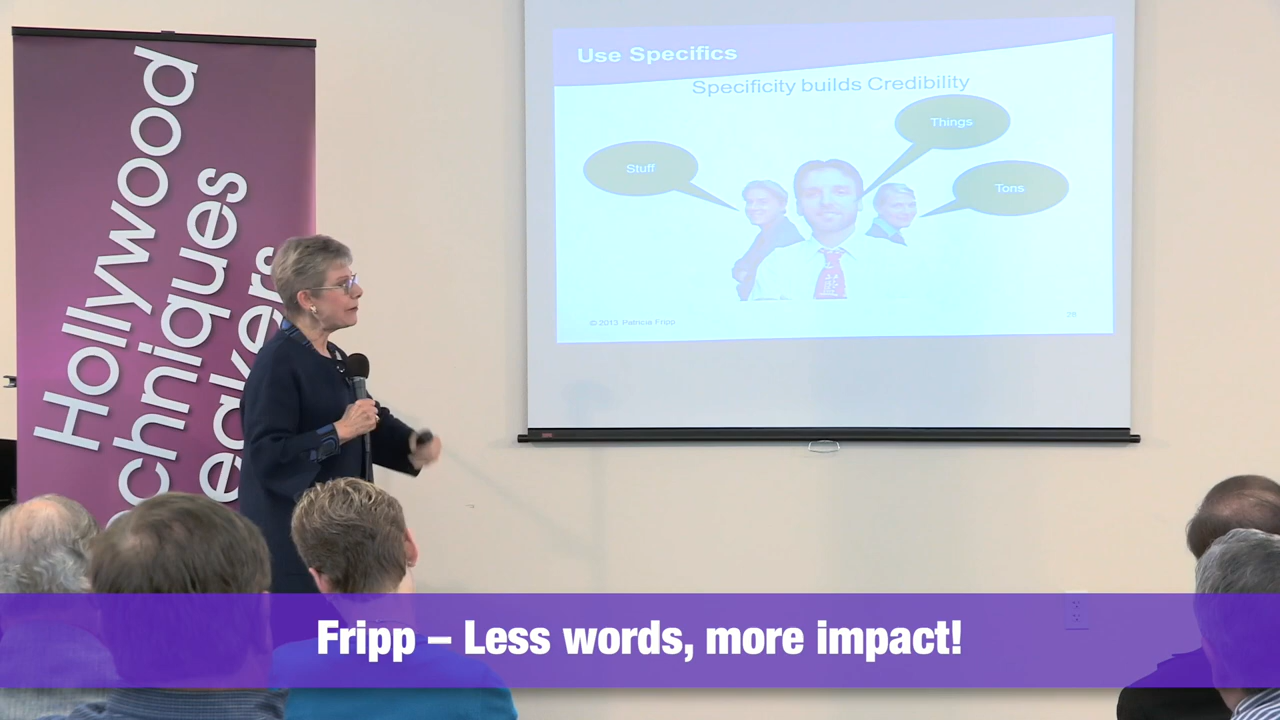 Hollywood
chniques
eakers
Use Specifics
Specificity builds Credibility
Things
Stuff
Tons
© 2013 Patricia Fripp
28
Fripp – Less words, more impact!